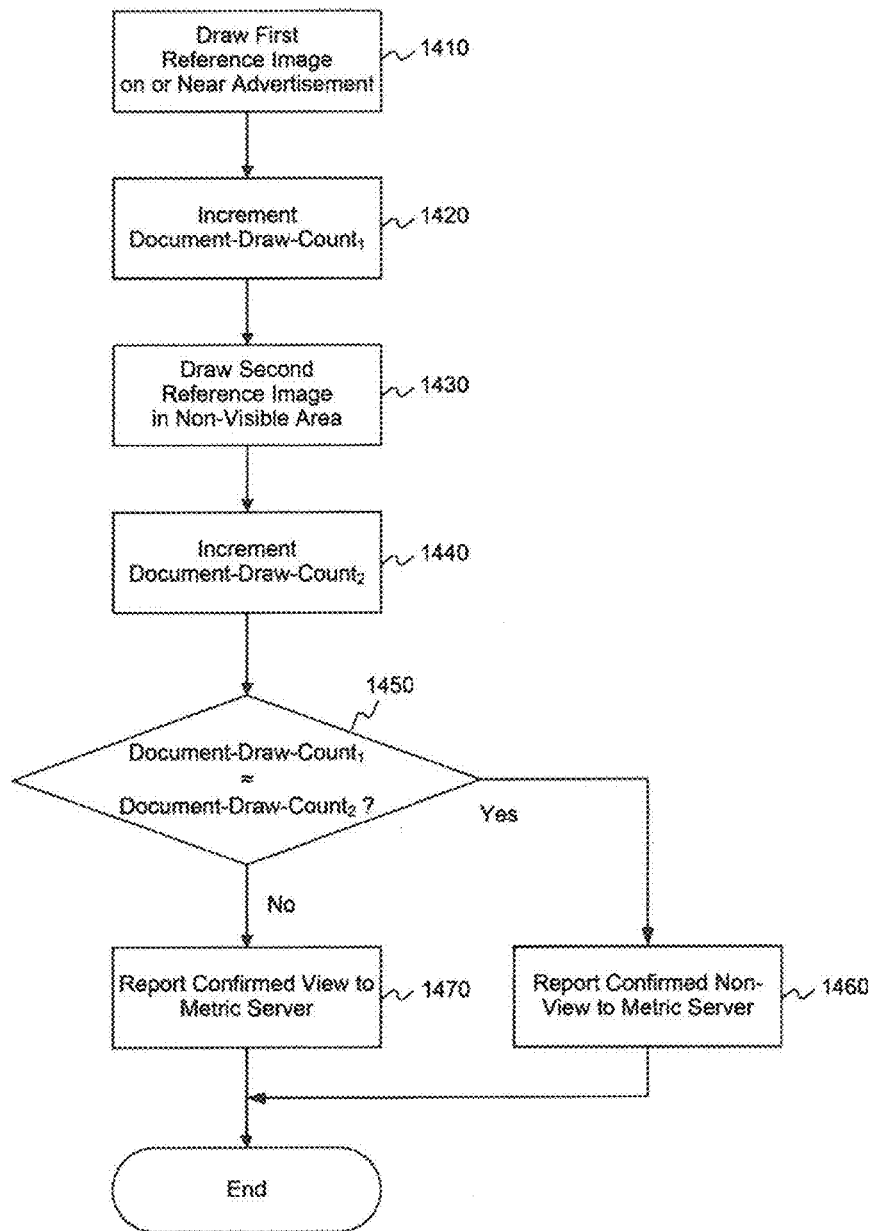 Draw First
Reference Image
on or Near Advertisement
1410
Increment
Document-Draw-Count₁
1420
Draw Second
Reference Image
in Non-Visible Area
1430
Increment
Document-Draw-Count₂
1440
1450
Document-Draw-Count₁
≈
Document-Draw-Count₂ ?
Yes
No
Report Confirmed View to
Metric Server
1470
Report Confirmed Non-
View to Metric Server
1460
End